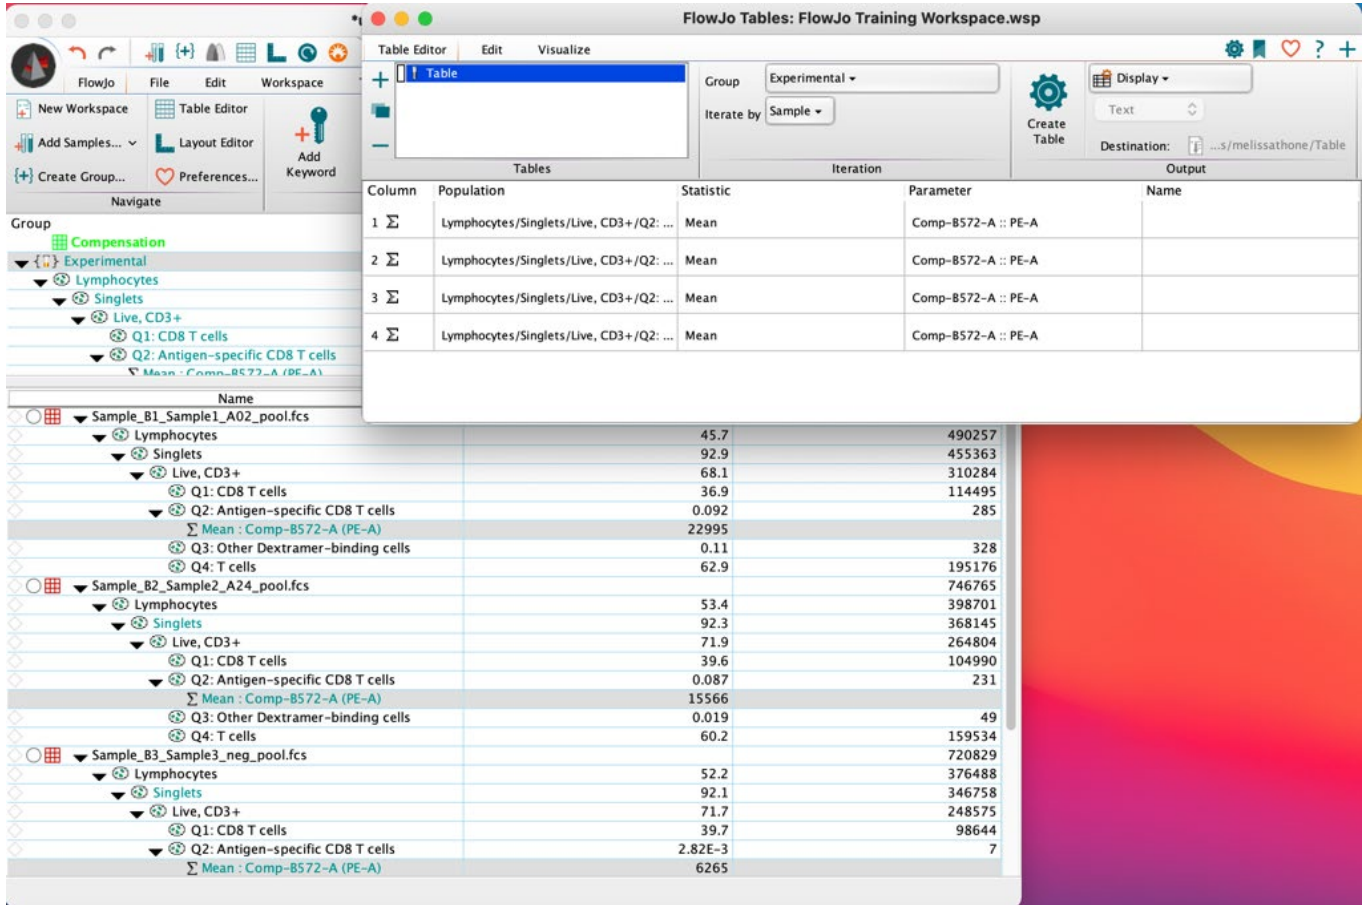 FlowJo Tables: FlowJo Training Workspace.wsp
Table Editor Edit Visualize
Table
Tables
Group Experimental
Iterate by Sample
Iteration
Create Table
Display
Text
Destination: ...s/melissathone/Table
Output
Column Population Statistic Parameter Name
1 Σ Lymphocytes/Singlets/Live, CD3+/Q2: ... Mean Comp-B572-A :: PE-A
2 Σ Lymphocytes/Singlets/Live, CD3+/Q2: ... Mean Comp-B572-A :: PE-A
3 Σ Lymphocytes/Singlets/Live, CD3+/Q2: ... Mean Comp-B572-A :: PE-A
4 Σ Lymphocytes/Singlets/Live, CD3+/Q2: ... Mean Comp-B572-A :: PE-A
FlowJo File Edit Workspace
New Workspace Table Editor
Add Samples... Layout Editor
{+} Create Group... Preferences...
Add Keyword
Navigate
Group
Compensation
Experimental
Lymphocytes
Singlets
Live, CD3+
Q1: CD8 T cells
Q2: Antigen-specific CD8 T cells
Σ Mean : Comp-B572-A (PE-A)
Name
Sample_B1_Sample1_A02_pool.fcs
Lymphocytes 45.7 490257
Singlets 92.9 455363
Live, CD3+ 68.1 310284
Q1: CD8 T cells 36.9 114495
Q2: Antigen-specific CD8 T cells 0.092 285
Σ Mean : Comp-B572-A (PE-A) 22995
Q3: Other Dextramer-binding cells 0.11 328
Q4: T cells 62.9 195176
Sample_B2_Sample2_A24_pool.fcs 746765
Lymphocytes 53.4 398701
Singlets 92.3 368145
Live, CD3+ 71.9 264804
Q1: CD8 T cells 39.6 104990
Q2: Antigen-specific CD8 T cells 0.087 231
Σ Mean : Comp-B572-A (PE-A) 15566
Q3: Other Dextramer-binding cells 0.019 49
Q4: T cells 60.2 159534
Sample_B3_Sample3_neg_pool.fcs 720829
Lymphocytes 52.2 376488
Singlets 92.1 346758
Live, CD3+ 71.7 248575
Q1: CD8 T cells 39.7 98644
Q2: Antigen-specific CD8 T cells 2.82E-3 7
Σ Mean : Comp-B572-A (PE-A) 6265